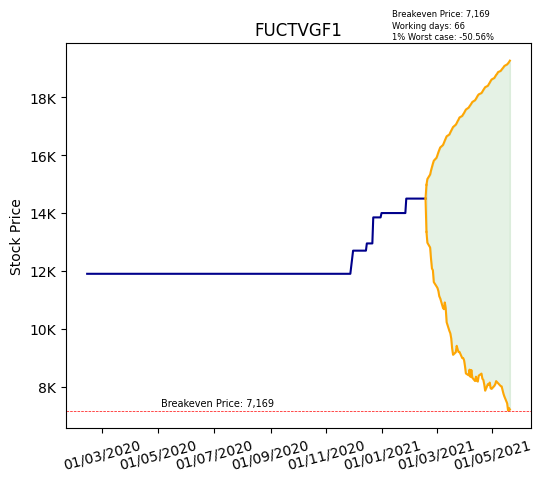 FUCTVGF1
Breakeven Price: 7,169
Working days: 66
1% Worst case: -50.56%
Stock Price
18K
16K
14K
12K
10K
8K
Breakeven Price: 7,169
01/03/2020
01/05/2020
01/07/2020
01/09/2020
01/11/2020
01/01/2021
01/03/2021
01/05/2021